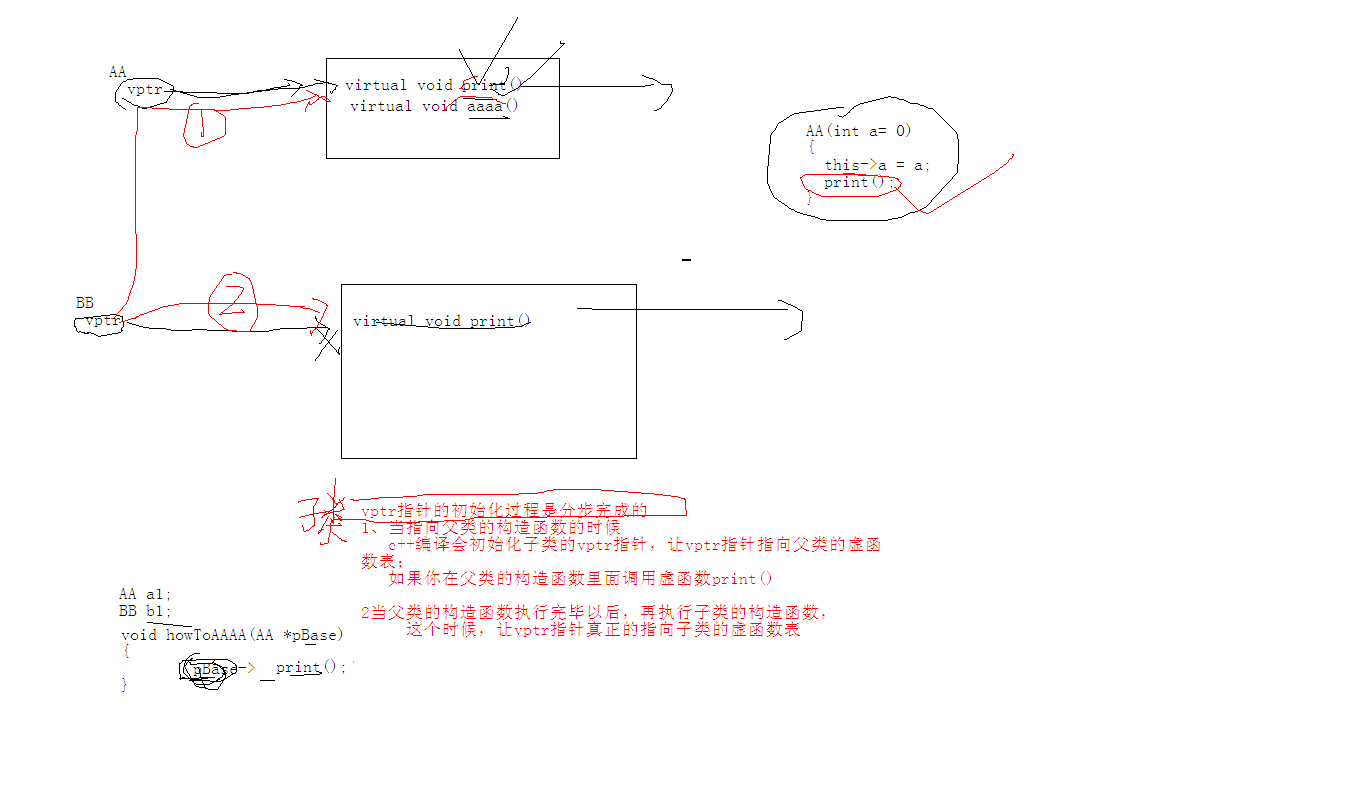 AA
vptr
virtual void print()
virtual void aaaa()
1
AA(int a= 0)
{
this->a = a;
print();
}
BB
vptr
2
virtual void print()
子类
vptr指针的初始化过程是分步完成的
1、当指向父类的构造函数的时候
c++编译会初始化子类的vptr指针，让vptr指针指向父类的虚函
数表；
如果你在父类的构造函数里面调用虚函数print()
2当父类的构造函数执行完毕以后，再执行子类的构造函数，
这个时候，让vptr指针真正的指向子类的虚函数表
AA a1;
BB b1;
void howToAAAA(AA *pBase)
{
pBase-> print();
}